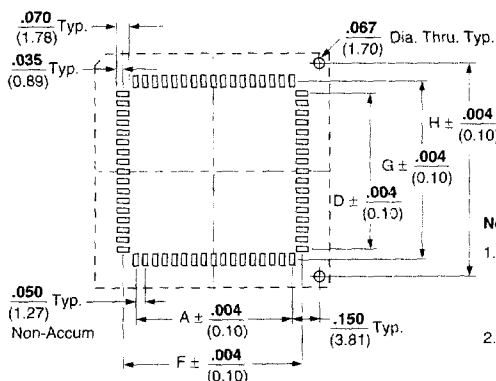 .070 Typ.
(1.78)
.035 Typ.
(0.89)
.067 Dia. Thru. Typ.
(1.70)
H ± .004
(0.10)
G ± .004
(0.10)
D ± .004
(0.10)
1.
2.
.050 Typ.
(1.27)
Non-Accum
A ± .004
(0.10)
.150 Typ.
(3.81)
F ± .004
(0.10)